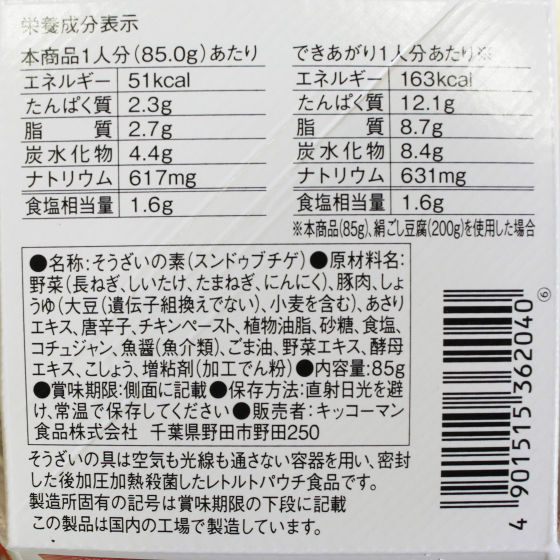 栄養成分表示
本商品1人分(85.0g)あたり
エネルギー 51kcal
たんぱく質 2.3g
脂質 2.7g
炭水化物 4.4g
ナトリウム 617mg
食塩相当量 1.6g
できあがり1人分あたり※
エネルギー 163kcal
たんぱく質 12.1g
脂質 8.7g
炭水化物 8.4g
ナトリウム 631mg
食塩相当量 1.6g
※本商品(85g)、絹ごし豆腐(200g)を使用した場合
●名称:そうざいの素(スンドゥブチゲ)●原材料名:
野菜(長ねぎ、しいたけ、たまねぎ、にんにく)、豚肉、しょ
うゆ(大豆(遺伝子組換えでない)、小麦を含む)、あさり
エキス、唐辛子、チキンペースト、植物油脂、砂糖、食塩、
コチュジャン、魚醤(魚介類)、ごま油、野菜エキス、酵母
エキス、こしょう、増粘剤(加工でん粉)●内容量:85g
●賞味期限:側面に記載●保存方法:直射日光を避
け、常温で保存してください●販売者:キッコーマン
食品株式会社 千葉県野田市野田250
そうざいの具は空気も光線も通さない容器を用い、密封
した後加圧加熱殺菌したレトルトパウチ食品です。
製造所固有の記号は賞味期限の下段に記載
この製品は国内の工場で製造しています。
4 901515 362040
⑥